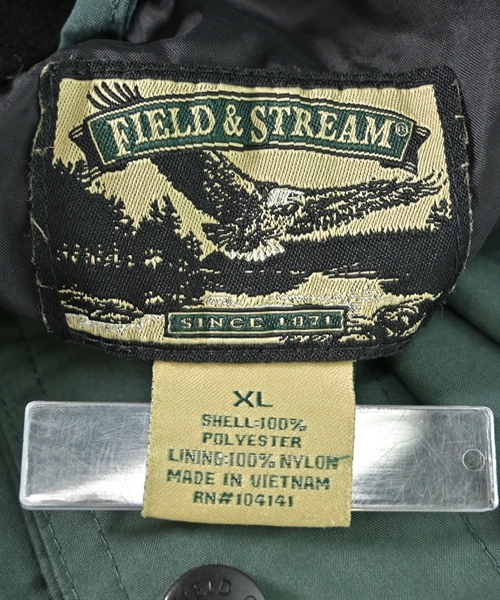 FIELD & STREAM®
SINCE 1871
XL
SHELL:100%
POLYESTER
LINING:100% NYLON
MADE IN VIETNAM
RN#104141